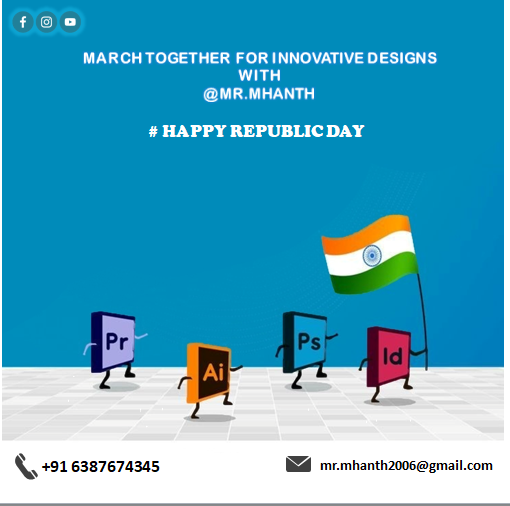 MARCH TOGETHER FOR INNOVATIVE DESIGNS
WITH
@MR.MHANTH
# HAPPY REPUBLIC DAY
Pr
Ai
Ps
Id
+91 6387674345
mr.mhanth2006@gmail.com